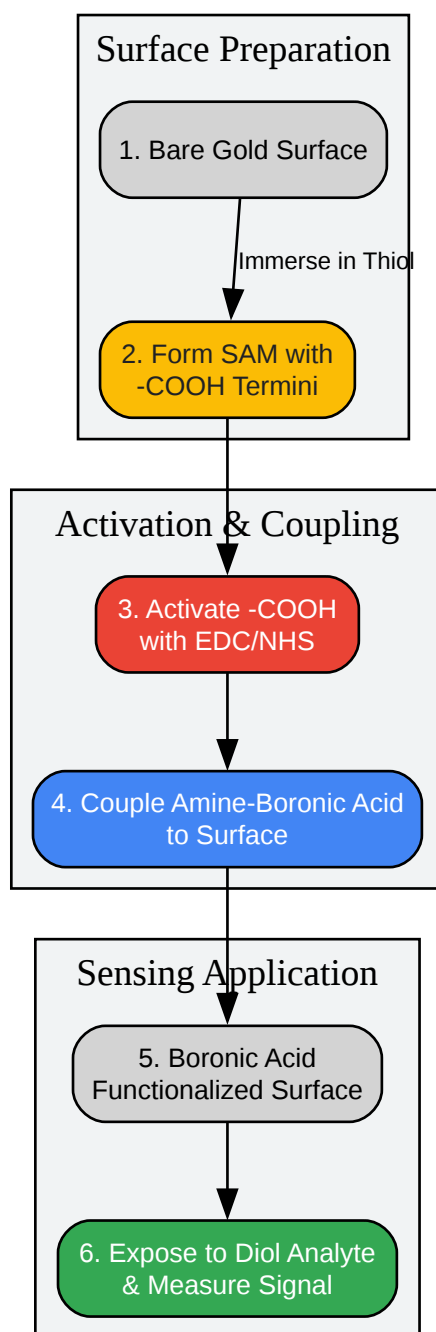 Surface Preparation
1. Bare Gold Surface
Immerse in Thiol
2. Form SAM with
-COOH Termini
Activation & Coupling
3. Activate -COOH
with EDC/NHS
4. Couple Amine-Boronic Acid
to Surface
Sensing Application
5. Boronic Acid
Functionalized Surface
6. Expose to Diol Analyte
& Measure Signal